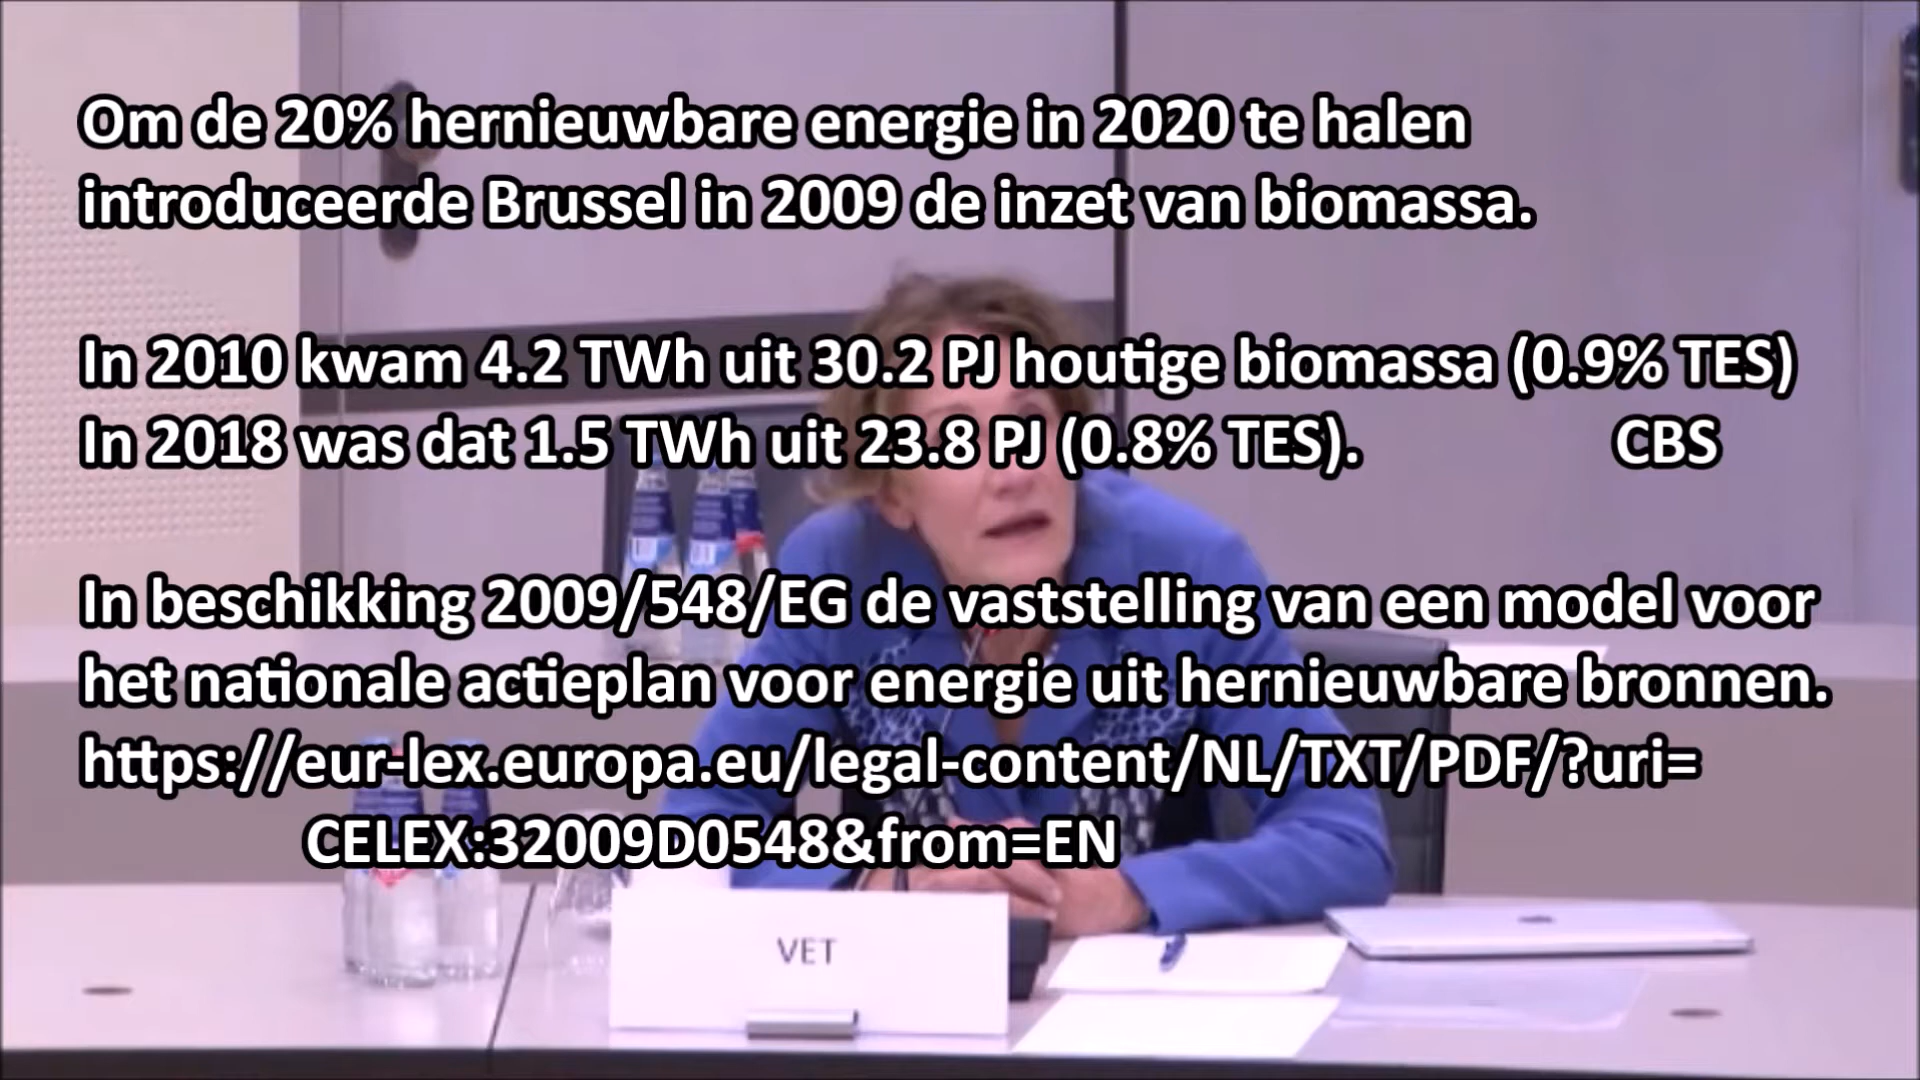 Om de 20% hernieuwbare energie in 2020 te halen
introduceerde Brussel in 2009 de inzet van biomassa.
In 2010 kwam 4.2 TWh uit 30.2 PJ houtige biomassa (0.9% TES)
In 2018 was dat 1.5 TWh uit 23.8 PJ (0.8% TES). CBS
In beschikking 2009/548/EG de vaststelling van een model voor
het nationale actieplan voor energie uit hernieuwbare bronnen.
https://eur-lex.europa.eu/legal-content/NL/TXT/PDF/?uri=
CELEX:32009D0548&from=EN
VET